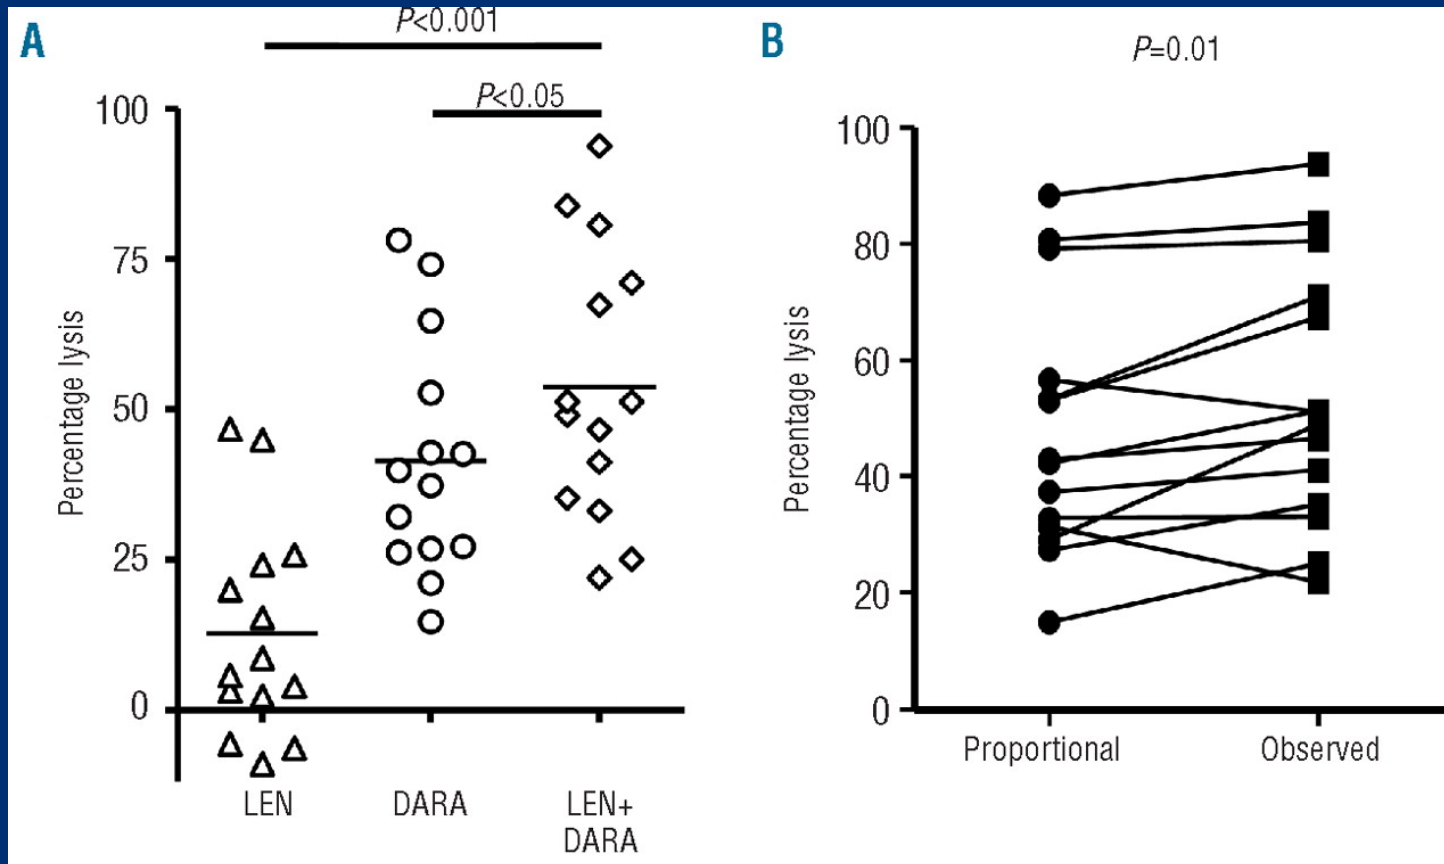 A
P<0.001
P<0.05
100
75
50
25
0
Percentage lysis
LEN
DARA
LEN+
DARA
B
P=0.01
100
80
60
40
20
0
Percentage lysis
Proportional
Observed